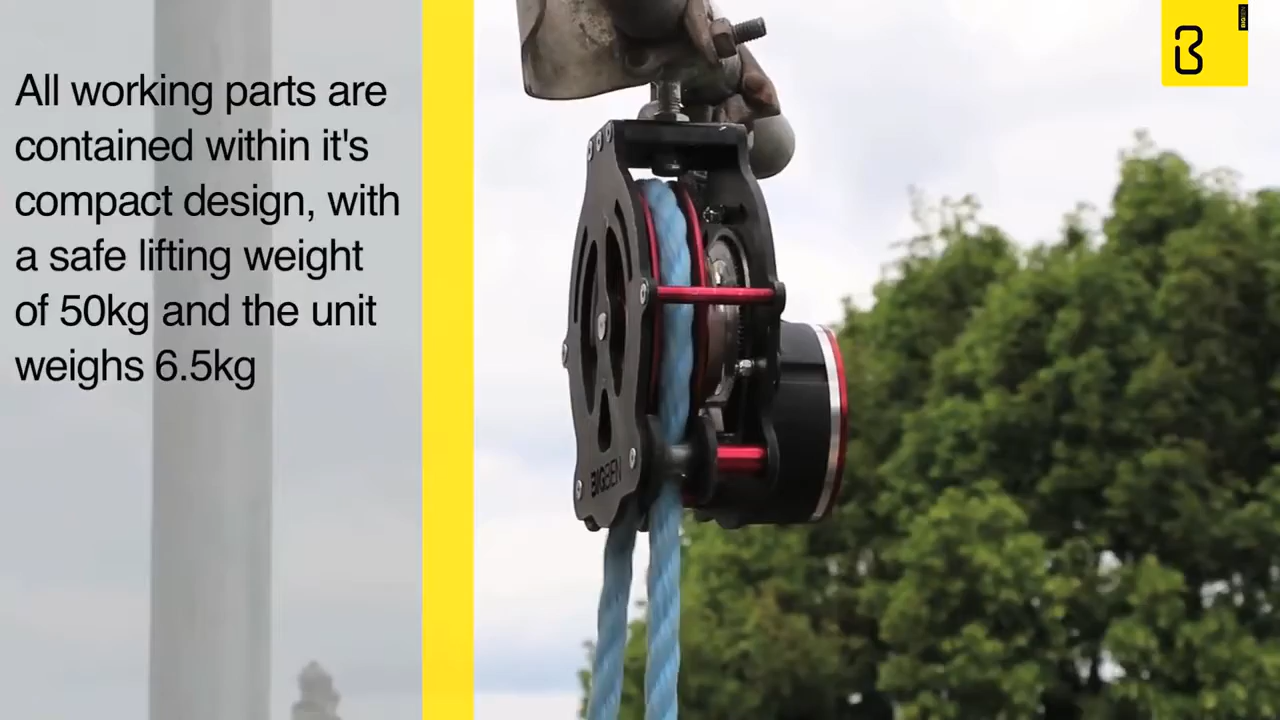 All working parts are
contained within it's
compact design, with
a safe lifting weight
of 50kg and the unit
weighs 6.5kg
BIGBEN
BIGBEN